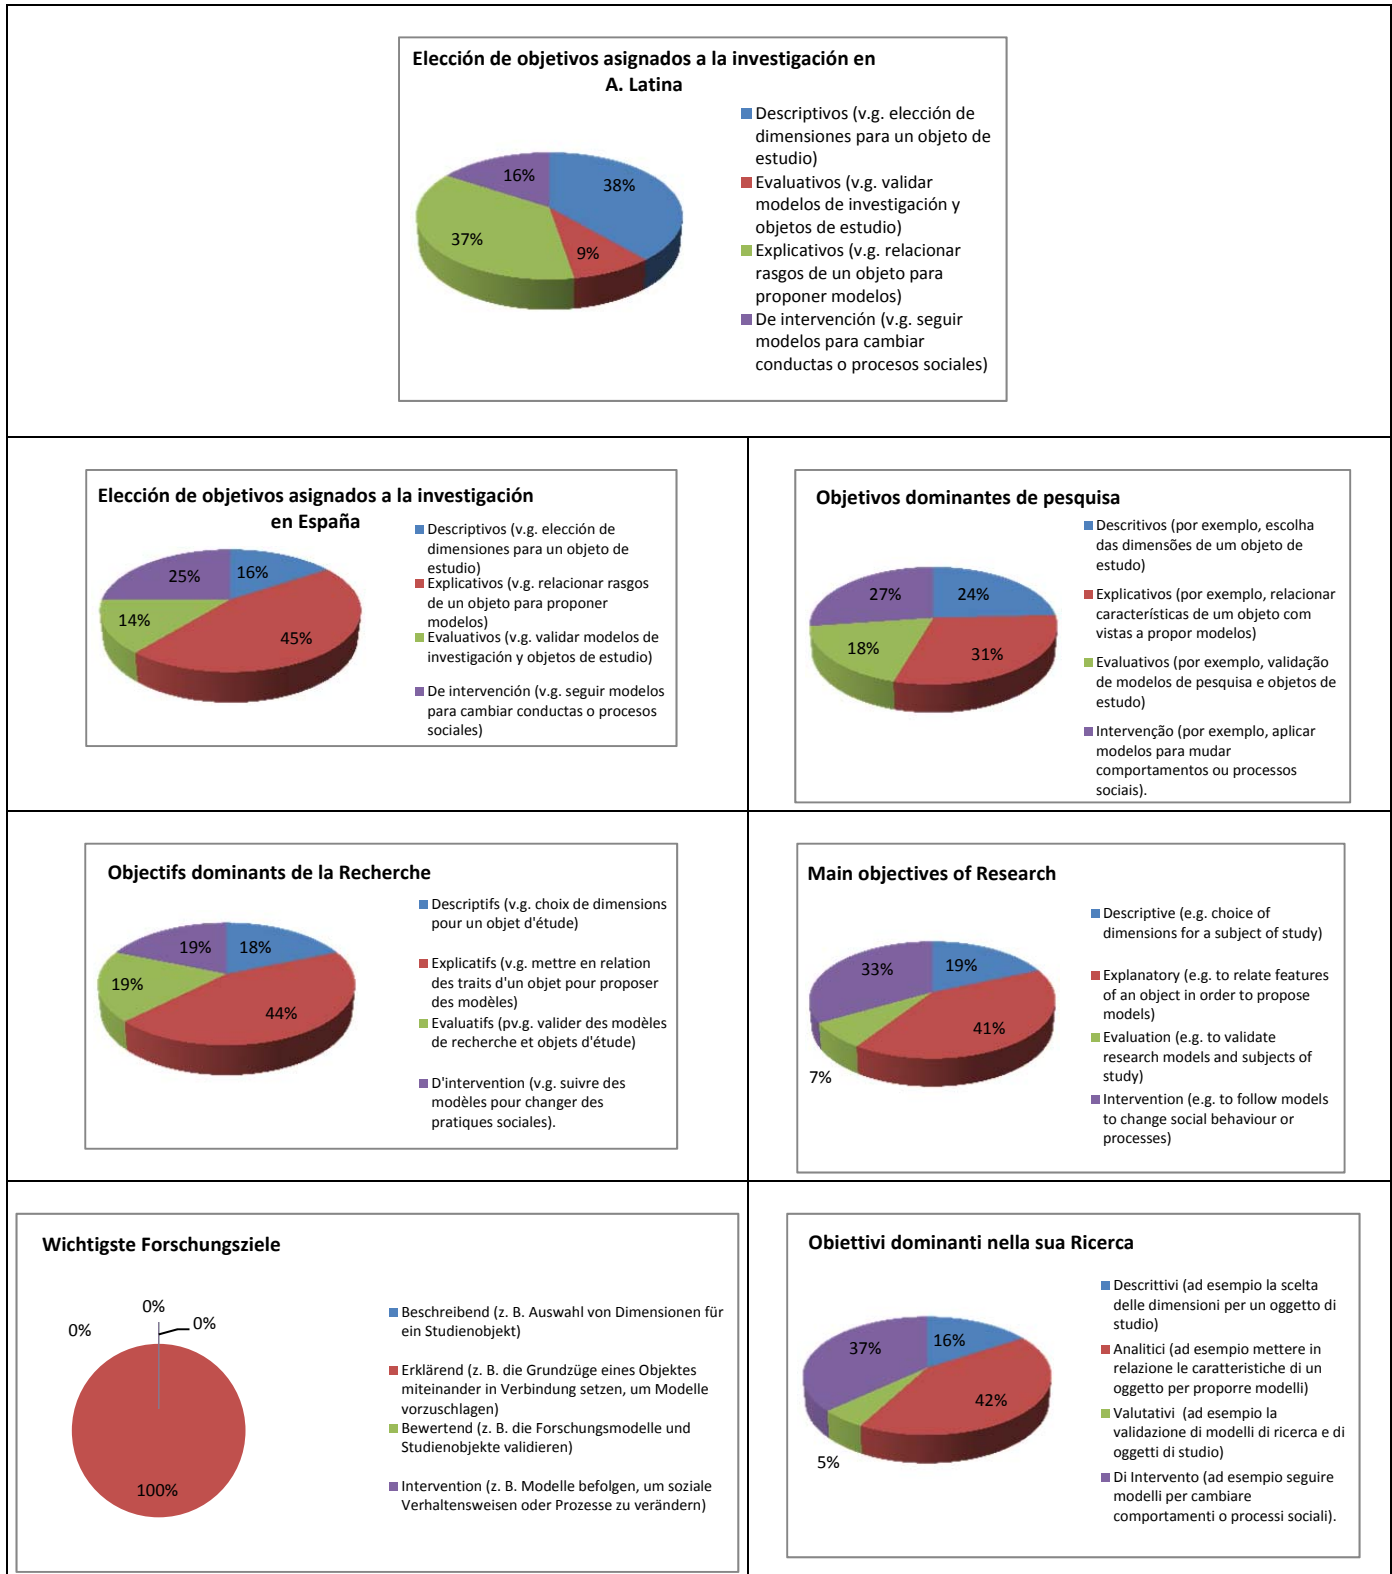 Elección de objetivos asignados a la investigación en
A. Latina
Descriptivos (v.g. elección de
dimensiones para un objeto de
estudio)
Evaluativos (v.g. validar
modelos de investigación y
objetos de estudio)
Explicativos (v.g. relacionar
rasgos de un objeto para
proponer modelos)
De intervención (v.g. seguir
modelos para cambiar
conductas o procesos sociales)
16%
38%
37%
9%
Elección de objetivos asignados a la investigación
en España
Descriptivos (v.g. elección de
dimensiones para un objeto de
estudio)
Explicativos (v.g. relacionar rasgos
de un objeto para proponer
modelos)
Evaluativos (v.g. validar modelos de
investigación y objetos de estudio)
De intervención (v.g. seguir modelos
para cambiar conductas o procesos
sociales)
25%
16%
14%
45%
Objetivos dominantes de pesquisa
Descritivos (por exemplo, escolha
das dimensões de um objeto de
estudo)
Explicativos (por exemplo, relacionar
características de um objeto com
vistas a propor modelos)
Evaluativos (por exemplo, validação
de modelos de pesquisa e objetos de
estudo)
Intervenção (por exemplo, aplicar
modelos para mudar
comportamentos ou processos
sociais).
27%
24%
18%
31%
Objectifs dominants de la Recherche
Descriptifs (v.g. choix de dimensions
pour un objet d'étude)
Explicatifs (v.g. mettre en relation
des traits d'un objet pour proposer
des modèles)
Evaluatifs (pv.g. valider des modèles
de recherche et objets d'étude)
D'intervention (v.g. suivre des
modèles pour changer des
pratiques sociales).
19%
18%
19%
44%
Main objectives of Research
Descriptive (e.g. choice of
dimensions for a subject of study)
Explanatory (e.g. to relate features
of an object in order to propose
models)
Evaluation (e.g. to validate
research models and subjects of
study)
Intervention (e.g. to follow models
to change social behaviour or
processes)
33%
19%
41%
7%
Wichtigste Forschungsziele
Beschreibend (z. B. Auswahl von Dimensionen für
ein Studienobjekt)
Erklärend (z. B. die Grundzüge eines Objektes
miteinander in Verbindung setzen, um Modelle
vorzuschlagen)
Bewertend (z. B. die Forschungsmodelle und
Studienobjekte validieren)
Intervention (z. B. Modelle befolgen, um soziale
Verhaltensweisen oder Prozesse zu verändern)
0%
0%
0%
100%
Obiettivi dominanti nella sua Ricerca
Descrittivi (ad esempio la scelta
delle dimensioni per un oggetto di
studio)
Analitici (ad esempio mettere in
relazione le caratteristiche di un
oggetto per proporre modelli)
Valutativi (ad esempio la
validazione di modelli di ricerca e di
oggetti di studio)
Di Intervento (ad esempio seguire
modelli per cambiare
comportamenti o processi sociali).
37%
16%
42%
5%